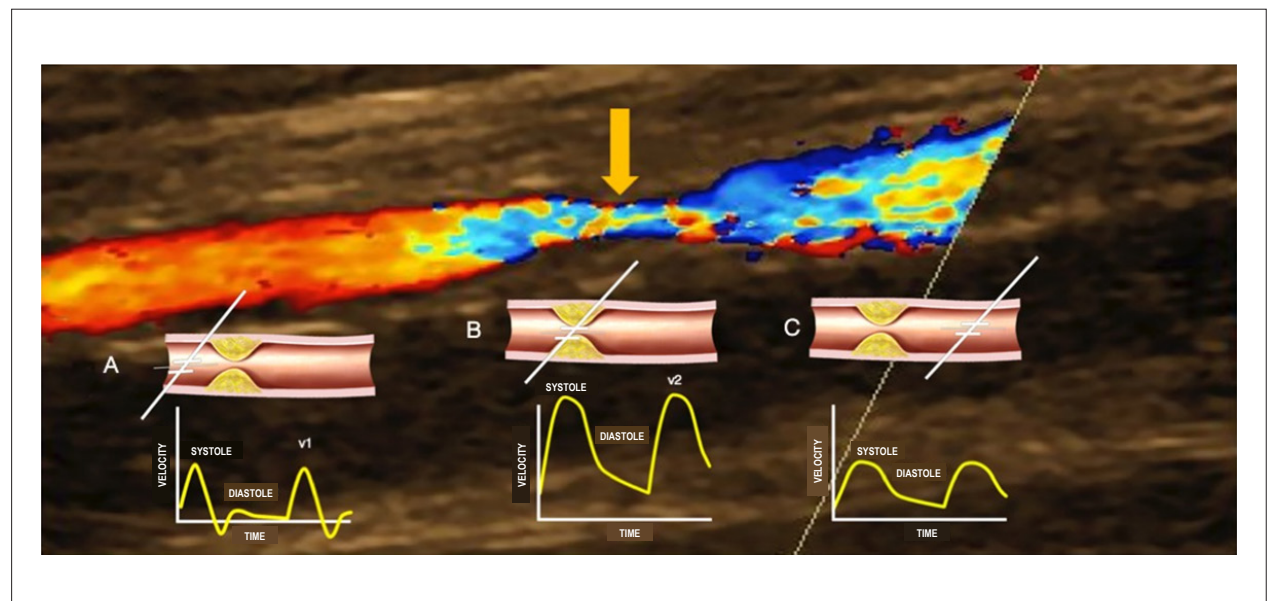 A
B
C
SYSTOLE
v1
DIASTOLE
VELOCITY
TIME
SYSTOLE
v2
DIASTOLE
VELOCITY
TIME
SYSTOLE
DIASTOLE
VELOCITY
TIME